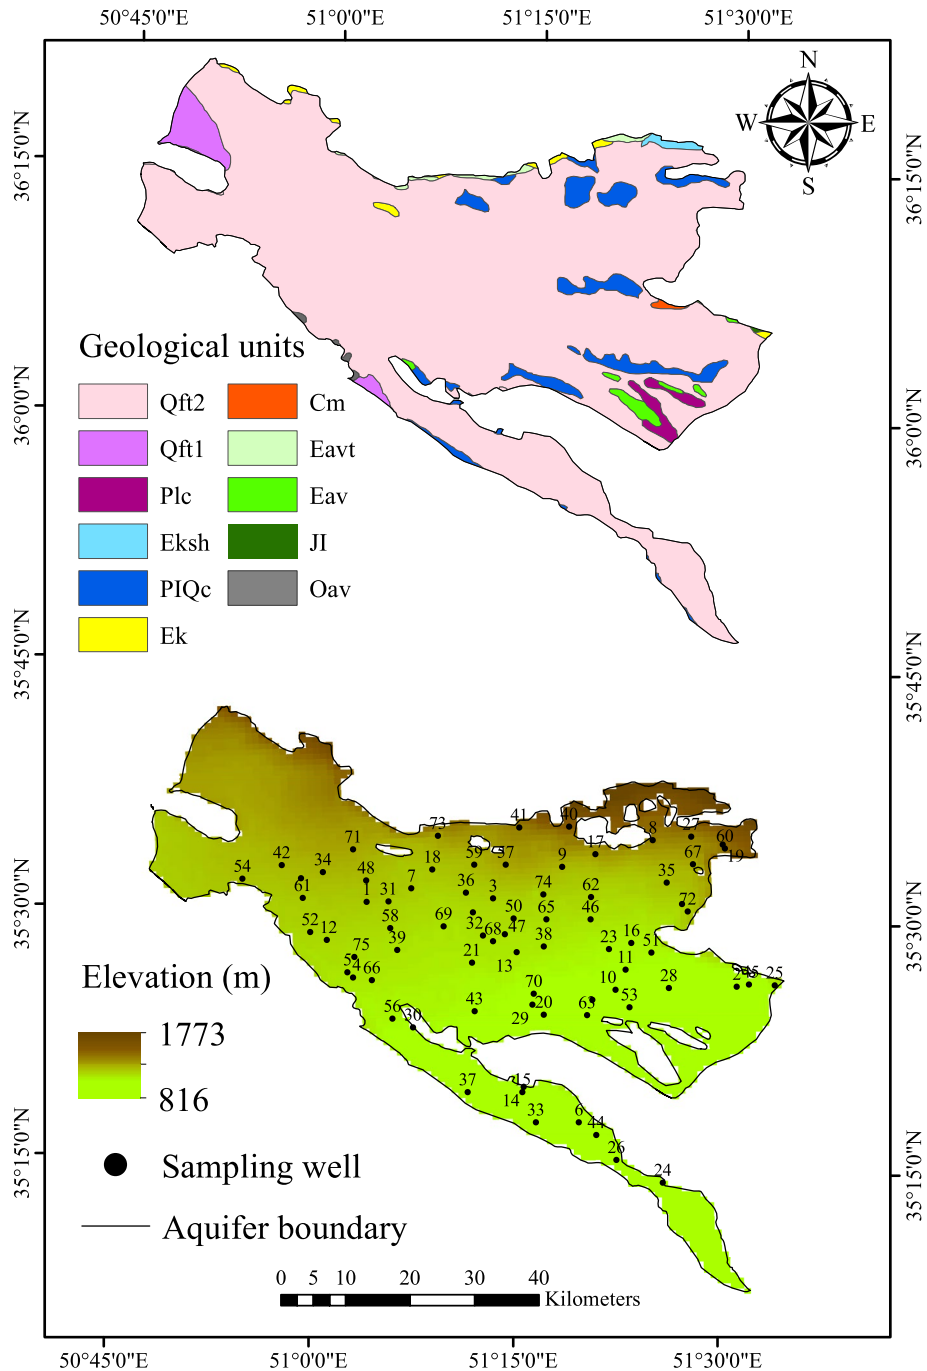 50°45'0"E 51°0'0"E 51°15'0"E 51°30'0"E
N
W E
S
36°15'0"N
36°15'0"N
36°0'0"N
36°0'0"N
35°45'0"N
35°45'0"N
35°30'0"N
35°30'0"N
35°15'0"N
35°15'0"N
Geological units
Qft2 Cm
Qft1 Eavt
Plc Eav
Eksh JI
PIQc Oav
Ek
41 40
73 17 8 27 60
71 19
42 34 18 59 57 9 67
54 48 7 35
61 1 31 36 3 74 62 72
52 12 58 69 32 50 65 46
39 68 47 38 23 16 51
75 21 13 11
66 70 10 28 2 45 25
56 30 43 29 20 63 53
37 15
14 33 6
44
26
24
Elevation (m)
1773
816
Sampling well
Aquifer boundary
0 5 10 20 30 40
Kilometers
50°45'0"E 51°0'0"E 51°15'0"E 51°30'0"E